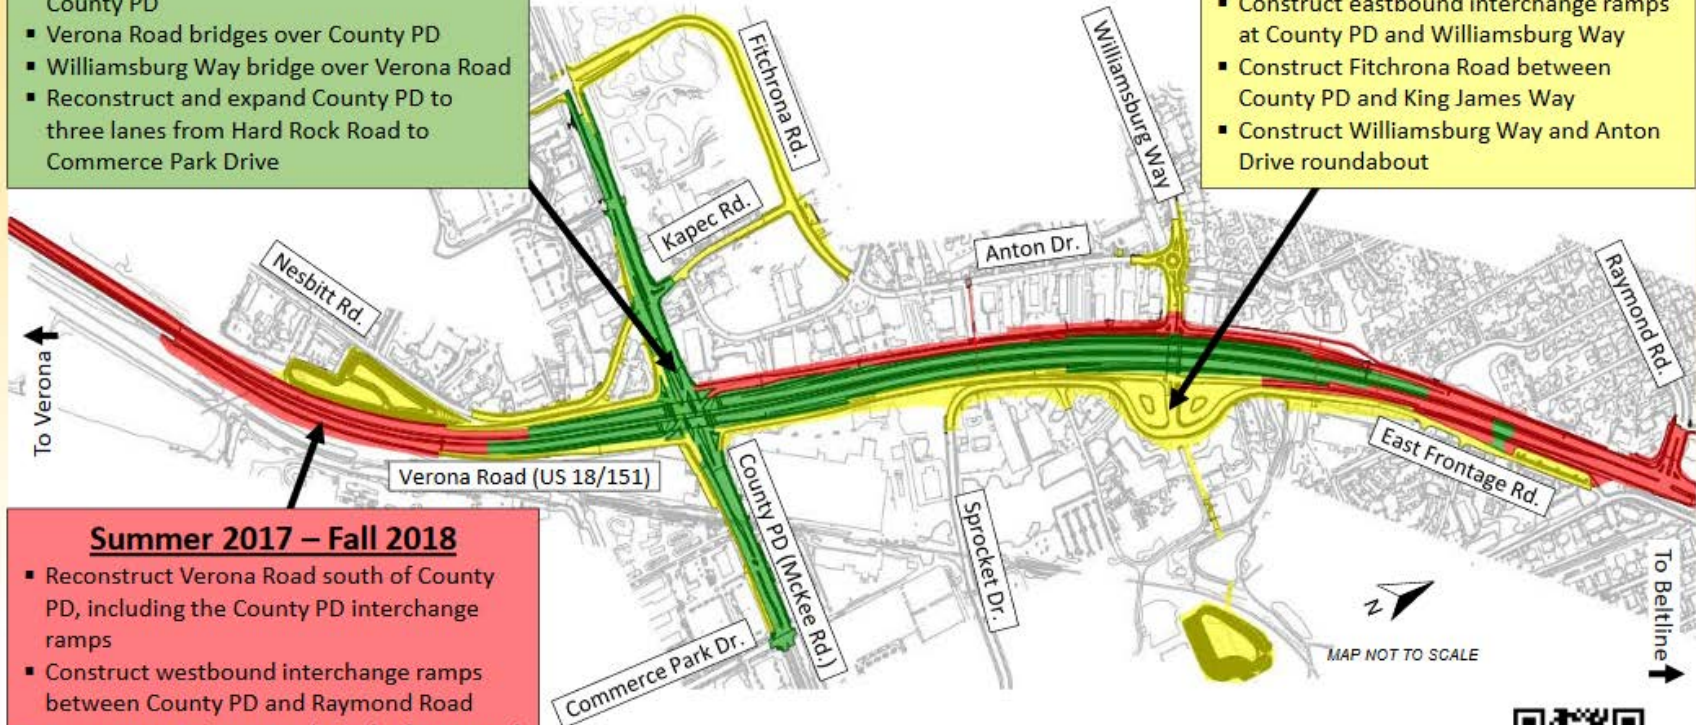 County PD
▪ Verona Road bridges over County PD
▪ Williamsburg Way bridge over Verona Road
▪ Reconstruct and expand County PD to
three lanes from Hard Rock Road to
Commerce Park Drive
▪ Construct eastbound interchange ramps
at County PD and Williamsburg Way
▪ Construct Fitchrona Road between
County PD and King James Way
▪ Construct Williamsburg Way and Anton
Drive roundabout
Fitchrona Rd.
Williamsburg Way
Kapec Rd.
Anton Dr.
Nesbitt Rd.
Raymond Rd.
To Verona
Verona Road (US 18/151)
County PD (McKee Rd.)
East Frontage Rd.
Sprocket Dr.
Commerce Park Dr.
N
MAP NOT TO SCALE
To Beltline
Summer 2017 – Fall 2018
▪ Reconstruct Verona Road south of County
PD, including the County PD interchange
ramps
▪ Construct westbound interchange ramps
between County PD and Raymond Road